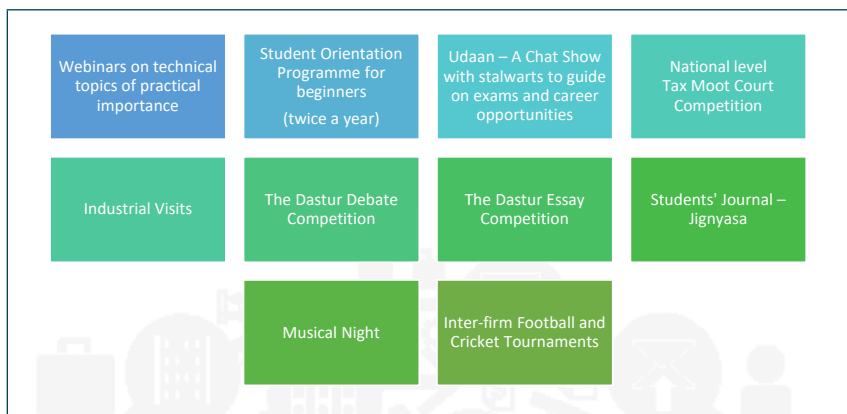 Webinars on technical
topics of practical
importance
Student Orientation
Programme for
beginners
(twice a year)
Udaan – A Chat Show
with stalwarts to guide
on exams and career
opportunities
National level
Tax Moot Court
Competition
Industrial Visits
The Dastur Debate
Competition
The Dastur Essay
Competition
Students' Journal –
Jignyasa
Musical Night
Inter-firm Football and
Cricket Tournaments